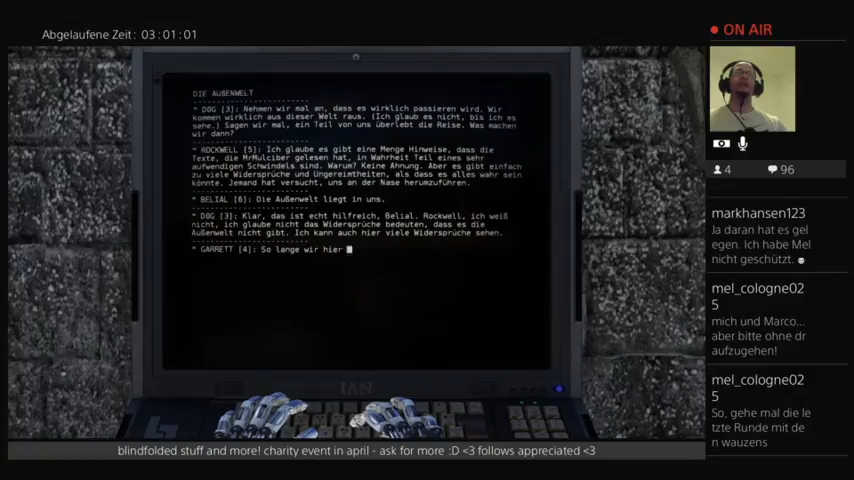 Abgelaufene Zeit: 03:01:01
ON AIR
DIE AUßENWELT
* D0G [3]: Nehmen wir mal an, dass es wirklich passieren wird. Wir
kommen wirklich aus dieser Welt raus. (Ich glaub es nicht, bis ich es
sehe.) Sagen wir mal, ein Teil von uns überlebt die Reise. Was machen
wir dann?
* ROCKWELL [5]: Ich glaube es gibt eine Menge Hinweise, dass die
Texte, die MrMulciber gelesen hat, in Wahrheit Teil eines sehr
aufwendigen Schwindels sind. Warum? Keine Ahnung. Aber es gibt einfach
zu viele Widersprüche und Ungereimtheiten, als dass es alles wahr sein
könnte. Jemand hat versucht, uns an der Nase herumzuführen.
* BELIAL [6]: Die Außenwelt liegt in uns.
* D0G [3]: Klar, das ist echt hilfreich, Belial. Rockwell, ich weiß
nicht, ich glaube nicht das Widersprüche bedeuten, dass es die
Außenwelt nicht gibt. Ich kann auch hier viele Widersprüche sehen.
* GARRETT [4]: So lange wir hier
IAN
4
96
markhansen123
Ja daran hat es gel
egen. Ich habe Mel
nicht geschützt.
mel_cologne02
5
mich und Marco...
aber bitte ohne dr
aufzugehen!
mel_cologne02
5
So, gehe mal die le
tzte Runde mit de
n wauzens
blindfolded stuff and more! charity event in april - ask for more :D <3 follows appreciated <3